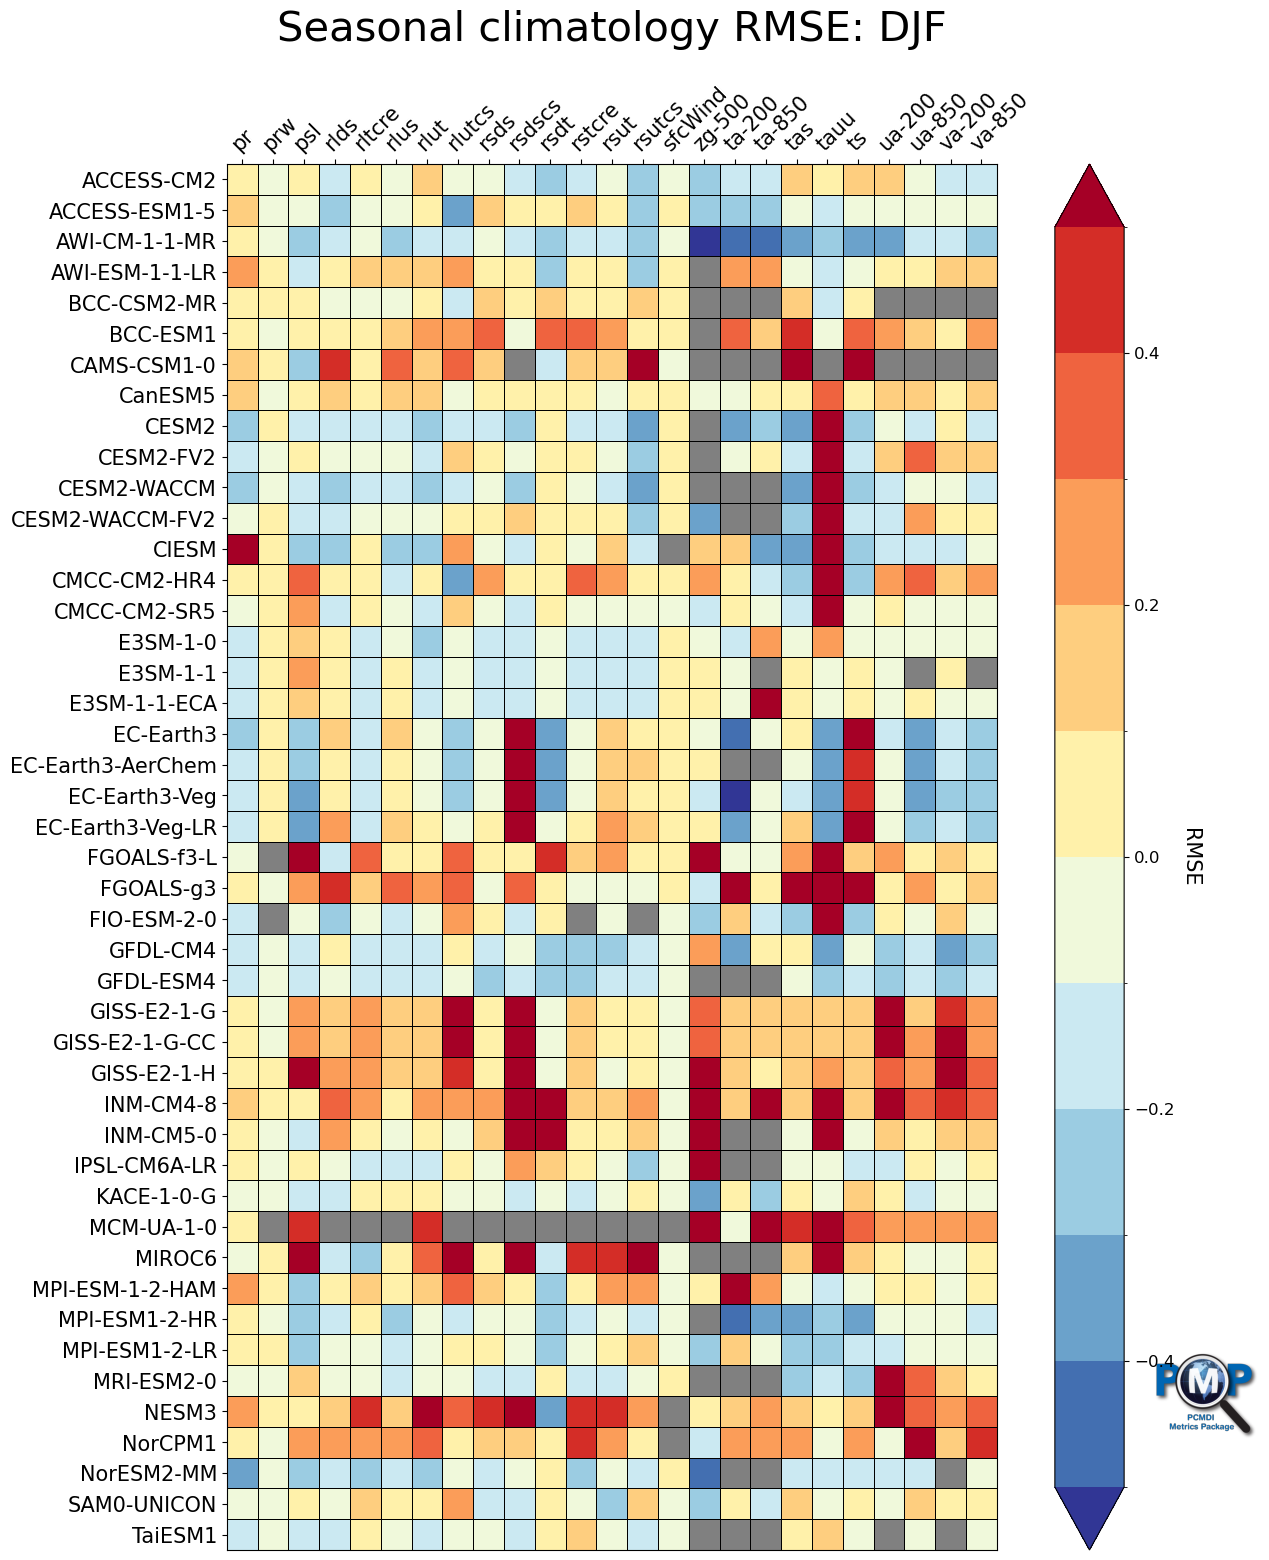 Seasonal climatology RMSE: DJF
pr prw psl rlds rltcre rlus rlut rlutcs rsds rsdscs rsdt rstcre rsut rsutcs sfcWind zg-500 ta-200 ta-850 tas tauu ts ua-200 ua-850 va-200 va-850
ACCESS-CM2
ACCESS-ESM1-5
AWI-CM-1-1-MR
AWI-ESM-1-1-LR
BCC-CSM2-MR
BCC-ESM1
CAMS-CSM1-0
CanESM5
CESM2
CESM2-FV2
CESM2-WACCM
CESM2-WACCM-FV2
CIESM
CMCC-CM2-HR4
CMCC-CM2-SR5
E3SM-1-0
E3SM-1-1
E3SM-1-1-ECA
EC-Earth3
EC-Earth3-AerChem
EC-Earth3-Veg
EC-Earth3-Veg-LR
FGOALS-f3-L
FGOALS-g3
FIO-ESM-2-0
GFDL-CM4
GFDL-ESM4
GISS-E2-1-G
GISS-E2-1-G-CC
GISS-E2-1-H
INM-CM4-8
INM-CM5-0
IPSL-CM6A-LR
KACE-1-0-G
MCM-UA-1-0
MIROC6
MPI-ESM-1-2-HAM
MPI-ESM1-2-HR
MPI-ESM1-2-LR
MRI-ESM2-0
NESM3
NorCPM1
NorESM2-MM
SAM0-UNICON
TaiESM1
0.4
0.2
0.0
−0.2
−0.4
RMSE
PMP
PCMDI
Metrics Package